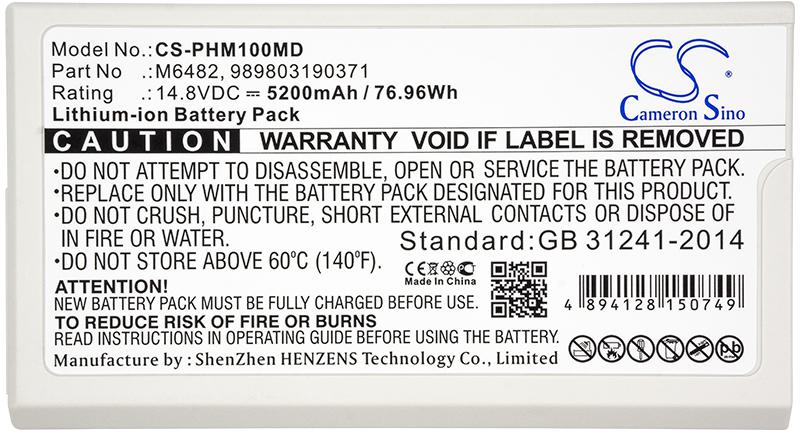 Model No.: CS-PHM100MD
Part No : M6482, 989803190371
Rating : 14.8VDC ⎓ 5200mAh / 76.96Wh
Lithium-ion Battery Pack
CS
Cameron Sino
CAUTION WARRANTY VOID IF LABEL IS REMOVED
•DO NOT ATTEMPT TO DISASSEMBLE, OPEN OR SERVICE THE BATTERY PACK.
•REPLACE ONLY WITH THE BATTERY PACK DESIGNATED FOR THIS PRODUCT.
•DO NOT CRUSH, PUNCTURE, SHORT EXTERNAL CONTACTS OR DISPOSE
IN FIRE OR WATER.
•DO NOT STORE ABOVE 60°C (140°F).
Standard:GB 31241-2014
CE
Made In China
ATTENTION!
NEW BATTERY PACK MUST BE FULLY CHARGED BEFORE USE.
TO REDUCE RISK OF FIRE OR BURNS
READ INSTRUCTIONS IN BEFORE USING THE BATTERY.
Manufacture by : ShenZhen HENZENS Technology Co., Limited
4 894128 150749